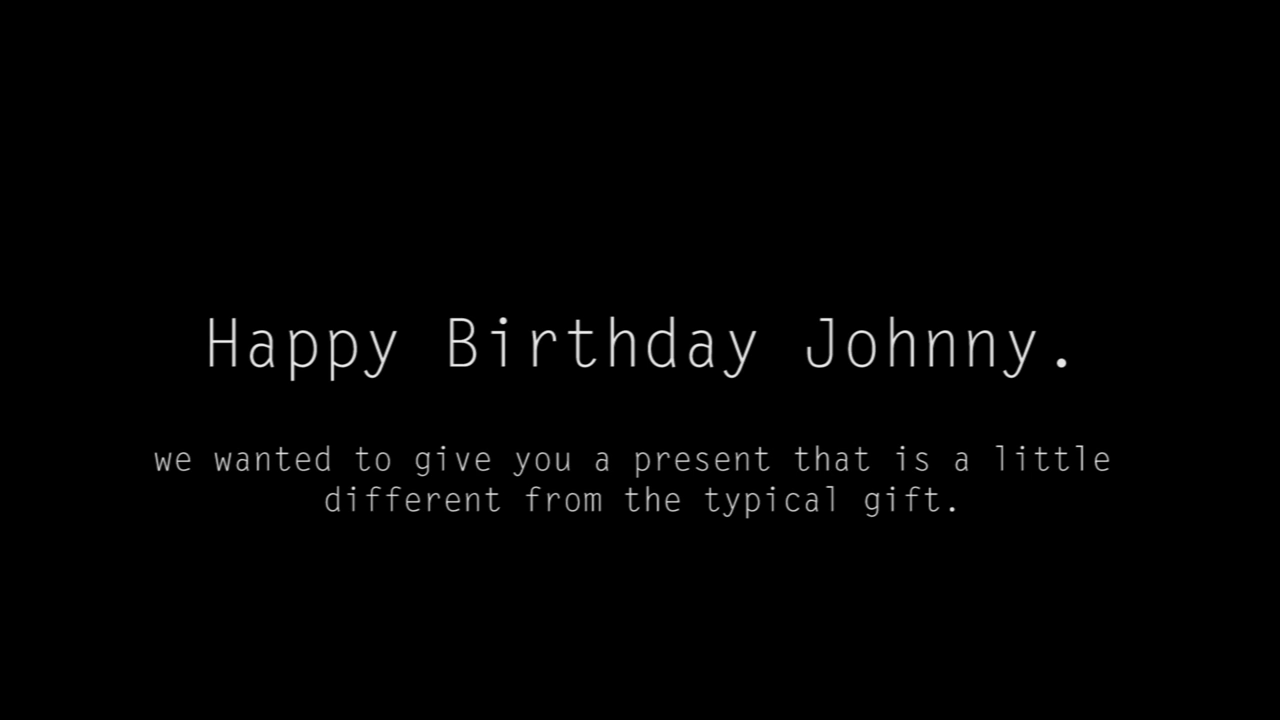 Happy Birthday Johnny.
we wanted to give you a present that is a little
different from the typical gift.